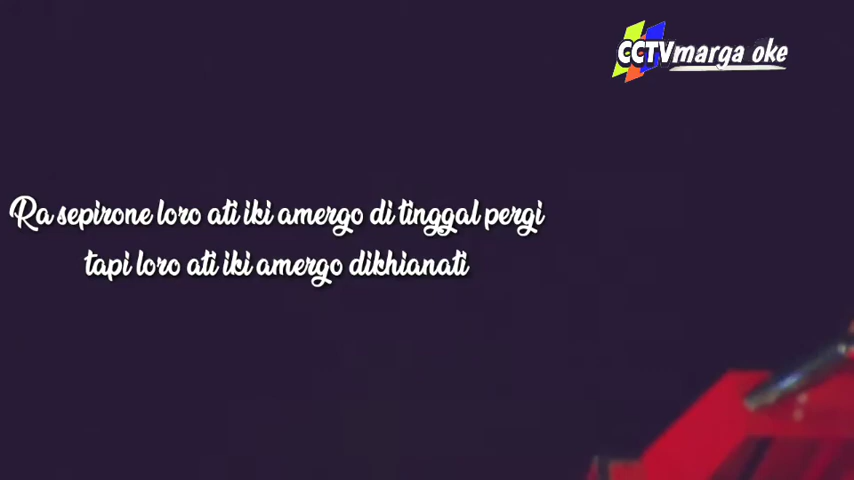 CCTVmarga oke
Ra sepirone loro ati iki amergo di tinggal pergi
tapi loro ati iki amergo dikhianati